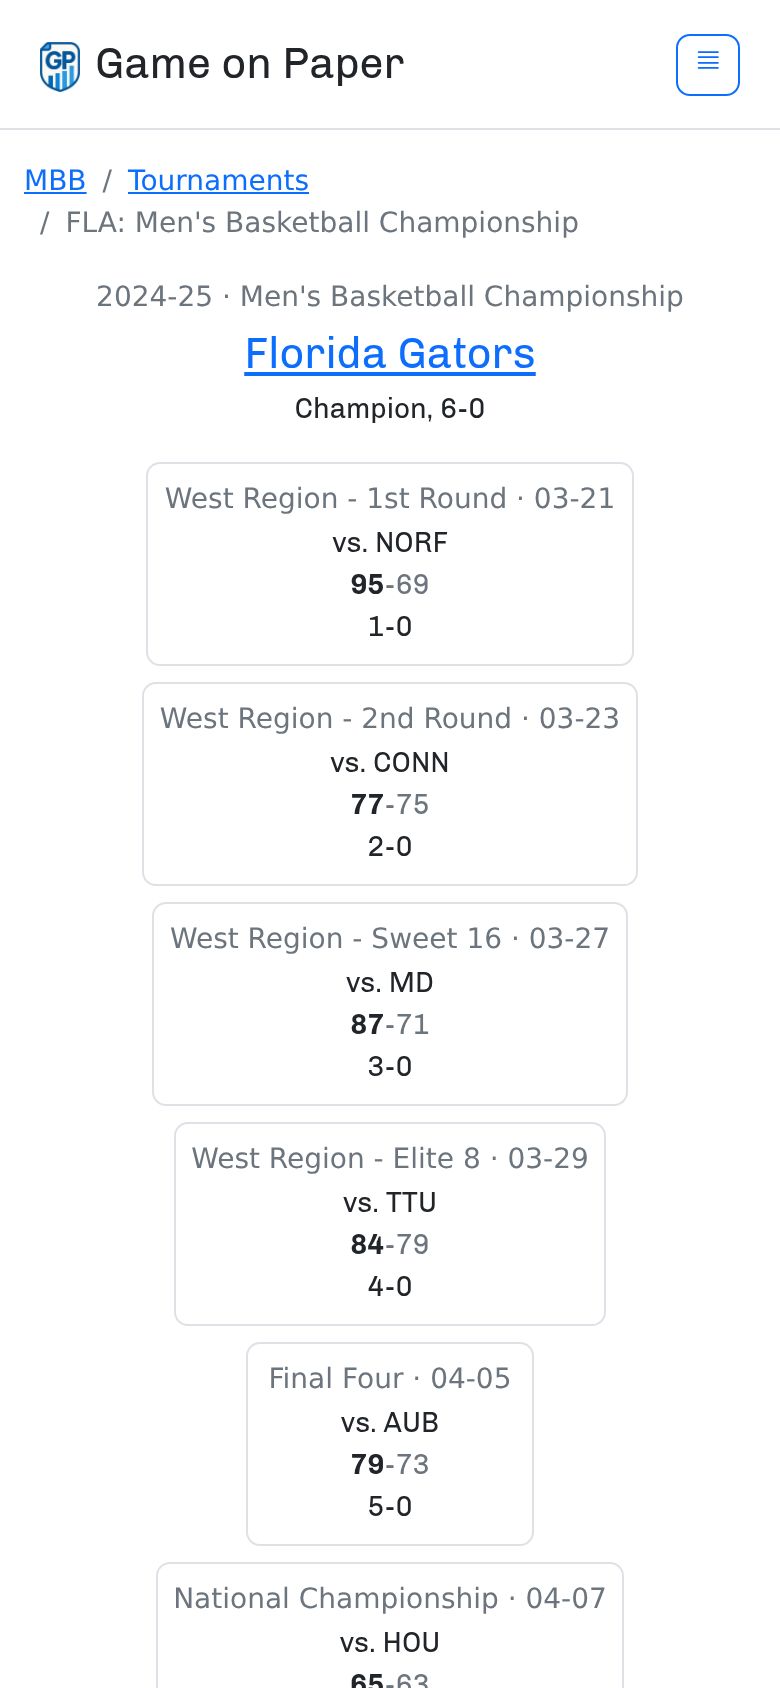 GP Game on Paper
MBB / Tournaments
/ FLA: Men's Basketball Championship
2024-25 · Men's Basketball Championship
Florida Gators
Champion, 6-0
West Region - 1st Round · 03-21
vs. NORF
95-69
1-0
West Region - 2nd Round · 03-23
vs. CONN
77-75
2-0
West Region - Sweet 16 · 03-27
vs. MD
87-71
3-0
West Region - Elite 8 · 03-29
vs. TTU
84-79
4-0
Final Four · 04-05
vs. AUB
79-73
5-0
National Championship · 04-07
vs. HOU
65-63